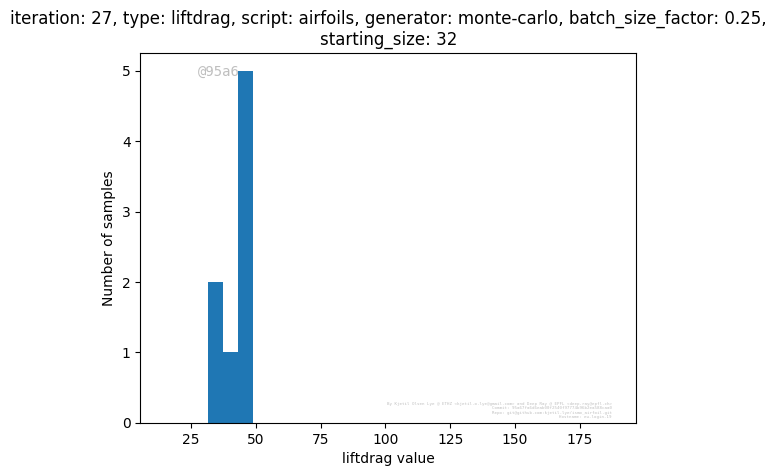 iteration: 27, type: liftdrag, script: airfoils, generator: monte-carlo, batch_size_factor: 0.25,
starting_size: 32
@95a6
5
4
3
2
1
0
Number of samples
25 50 75 100 125 150 175
liftdrag value